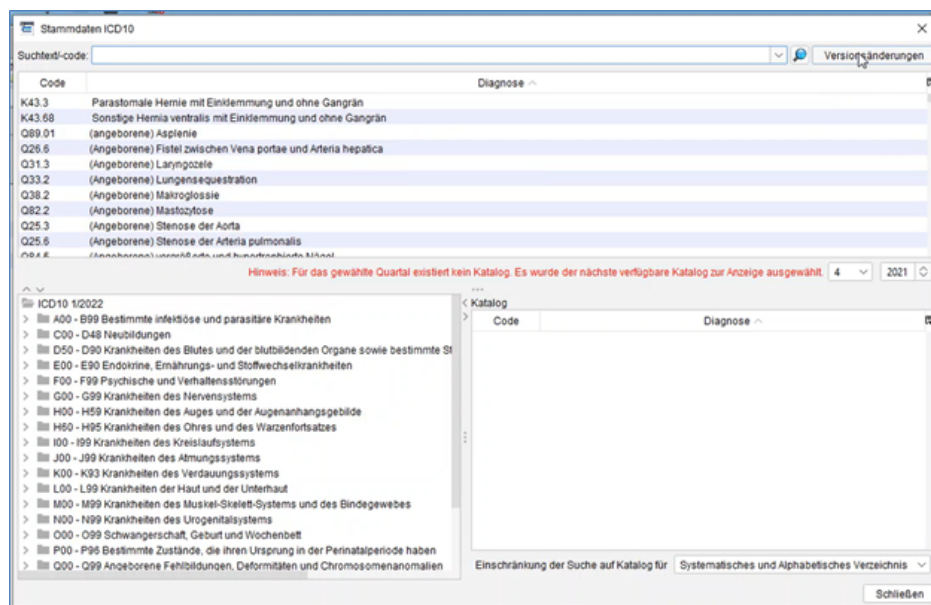 Stammdaten ICD10
Suchtext/-code:
Versionsänderungen
Code Diagnose
K43.3 Parastomale Hernie mit Einklemmung und ohne Gangrän
K43.68 Sonstige Hernia ventralis mit Einklemmung und ohne Gangrän
Q89.01 (angeborene) Asplenie
Q26.6 (Angeborene) Fistel zwischen Vena portae und Arteria hepatica
Q31.3 (Angeborene) Laryngozele
Q33.2 (Angeborene) Lungensequestration
Q38.2 (Angeborene) Makroglossie
Q82.2 (Angeborene) Mastozytose
Q25.3 (Angeborene) Stenose der Aorta
Q25.6 (Angeborene) Stenose der Arteria pulmonalis
Q84.5 (Angeborene) vergrößerte und hypertrophierte Nägel
Hinweis: Für das gewählte Quartal existiert kein Katalog. Es wurde der nächste verfügbare Katalog zur Anzeige ausgewählt. 4 2021
ICD10 1/2022
A00 - B99 Bestimmte infektiöse und parasitäre Krankheiten
C00 - D48 Neubildungen
D50 - D90 Krankheiten des Blutes und der blutbildenden Organe sowie bestimmte St
E00 - E90 Endokrine, Ernährungs- und Stoffwechselkrankheiten
F00 - F99 Psychische und Verhaltensstörungen
G00 - G99 Krankheiten des Nervensystems
H00 - H59 Krankheiten des Auges und der Augenanhangsgebilde
H60 - H95 Krankheiten des Ohres und des Warzenfortsatzes
I00 - I99 Krankheiten des Kreislaufsystems
J00 - J99 Krankheiten des Atmungssystems
K00 - K93 Krankheiten des Verdauungssystems
L00 - L99 Krankheiten der Haut und der Unterhaut
M00 - M99 Krankheiten des Muskel-Skelett-Systems und des Bindegewebes
N00 - N99 Krankheiten des Urogenitalsystems
O00 - O99 Schwangerschaft, Geburt und Wochenbett
P00 - P96 Bestimmte Zustände, die ihren Ursprung in der Perinatalperiode haben
Q00 - Q99 Angeborene Fehlbildungen, Deformitäten und Chromosomenanomalien
Katalog
Code Diagnose
Einschränkung der Suche auf Katalog für Systematisches und Alphabetisches Verzeichnis
Schließen